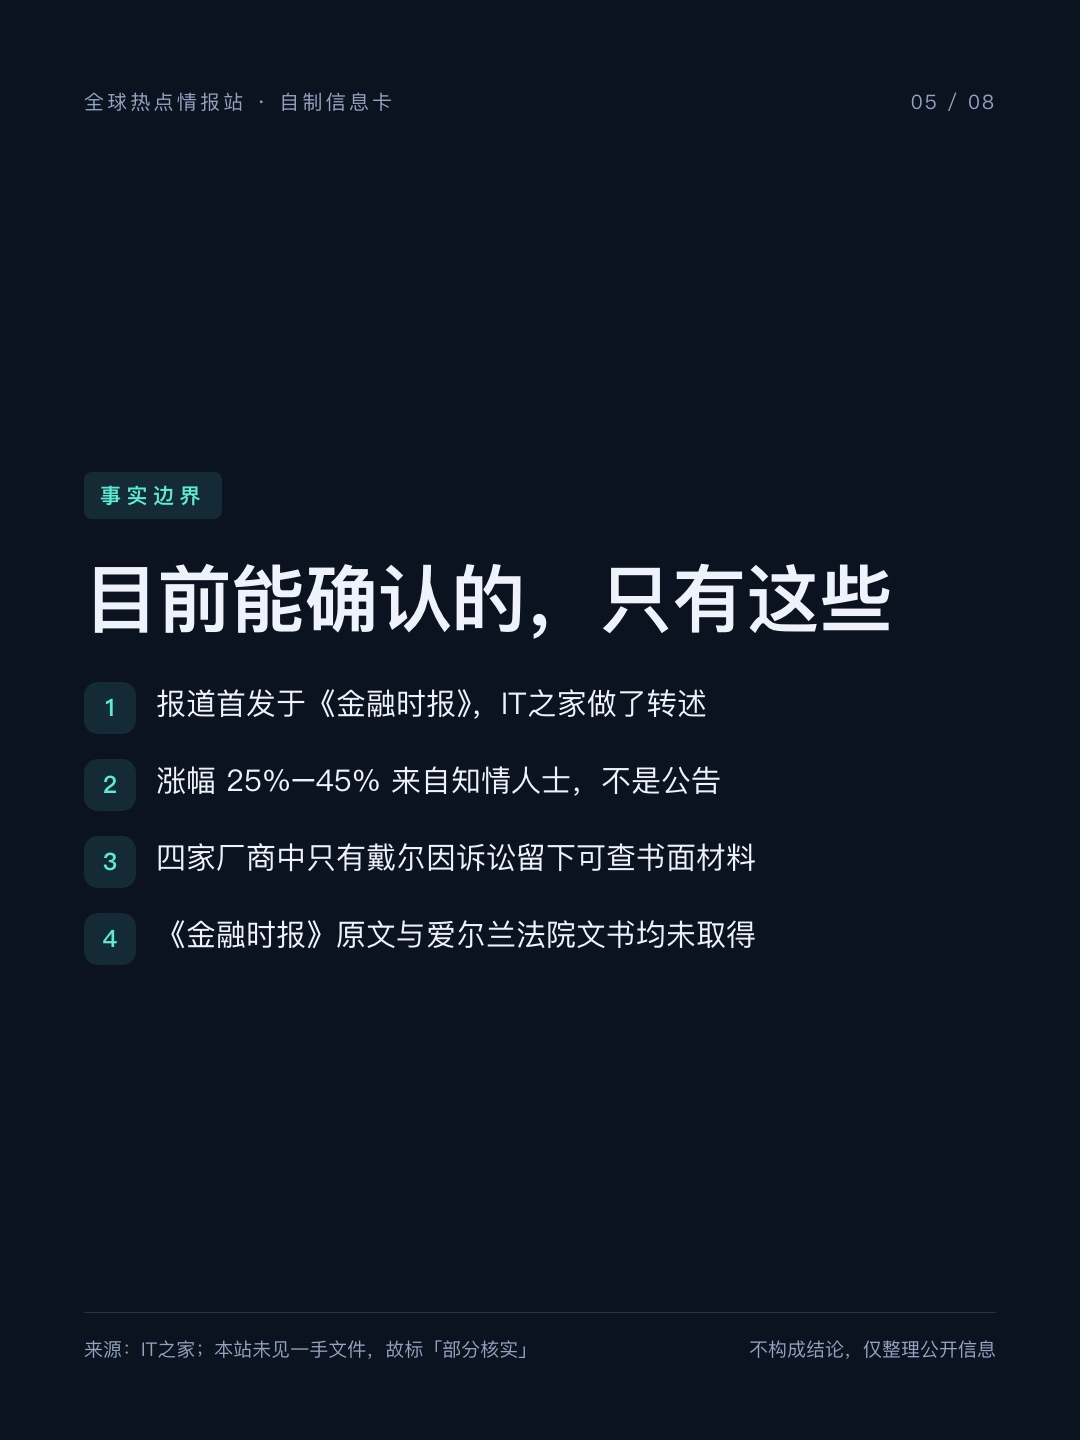 全球热点情报站 · 自制信息卡
05 / 08
事实边界
目前能确认的，只有这些
1 报道首发于《金融时报》，IT之家做了转述
2 涨幅 25%–45% 来自知情人士，不是公告
3 四家厂商中只有戴尔因诉讼留下可查书面材料
4 《金融时报》原文与爱尔兰法院文书均未取得
来源：IT之家；本站未见一手文件，故标「部分核实」
不构成结论，仅整理公开信息